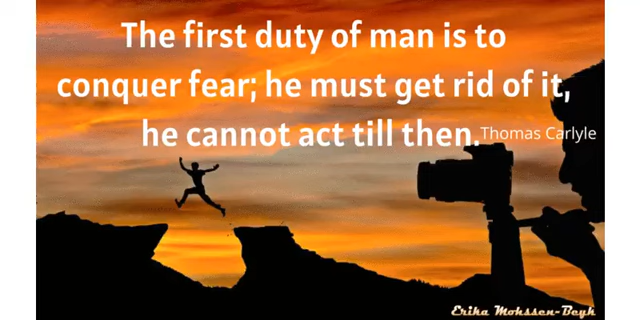 The first duty of man is to
conquer fear; he must get rid of it,
he cannot act till then.
Thomas Carlyle
Erika Mohssen-Beyk